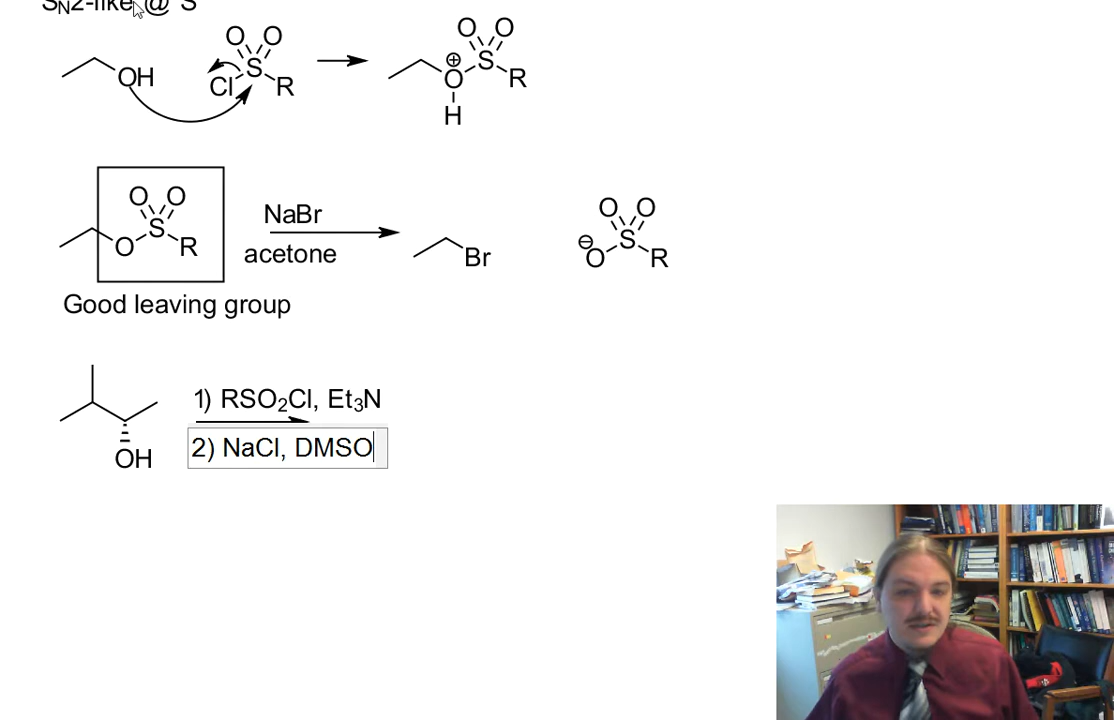 SN2-like @ S
O O
OH Cl S R
⊕ O O
O S R
H
O O
O S R
NaBr
acetone
Br
O O
⊖
O S R
Good leaving group
1) RSO2Cl, Et3N
2) NaCl, DMSO
OH